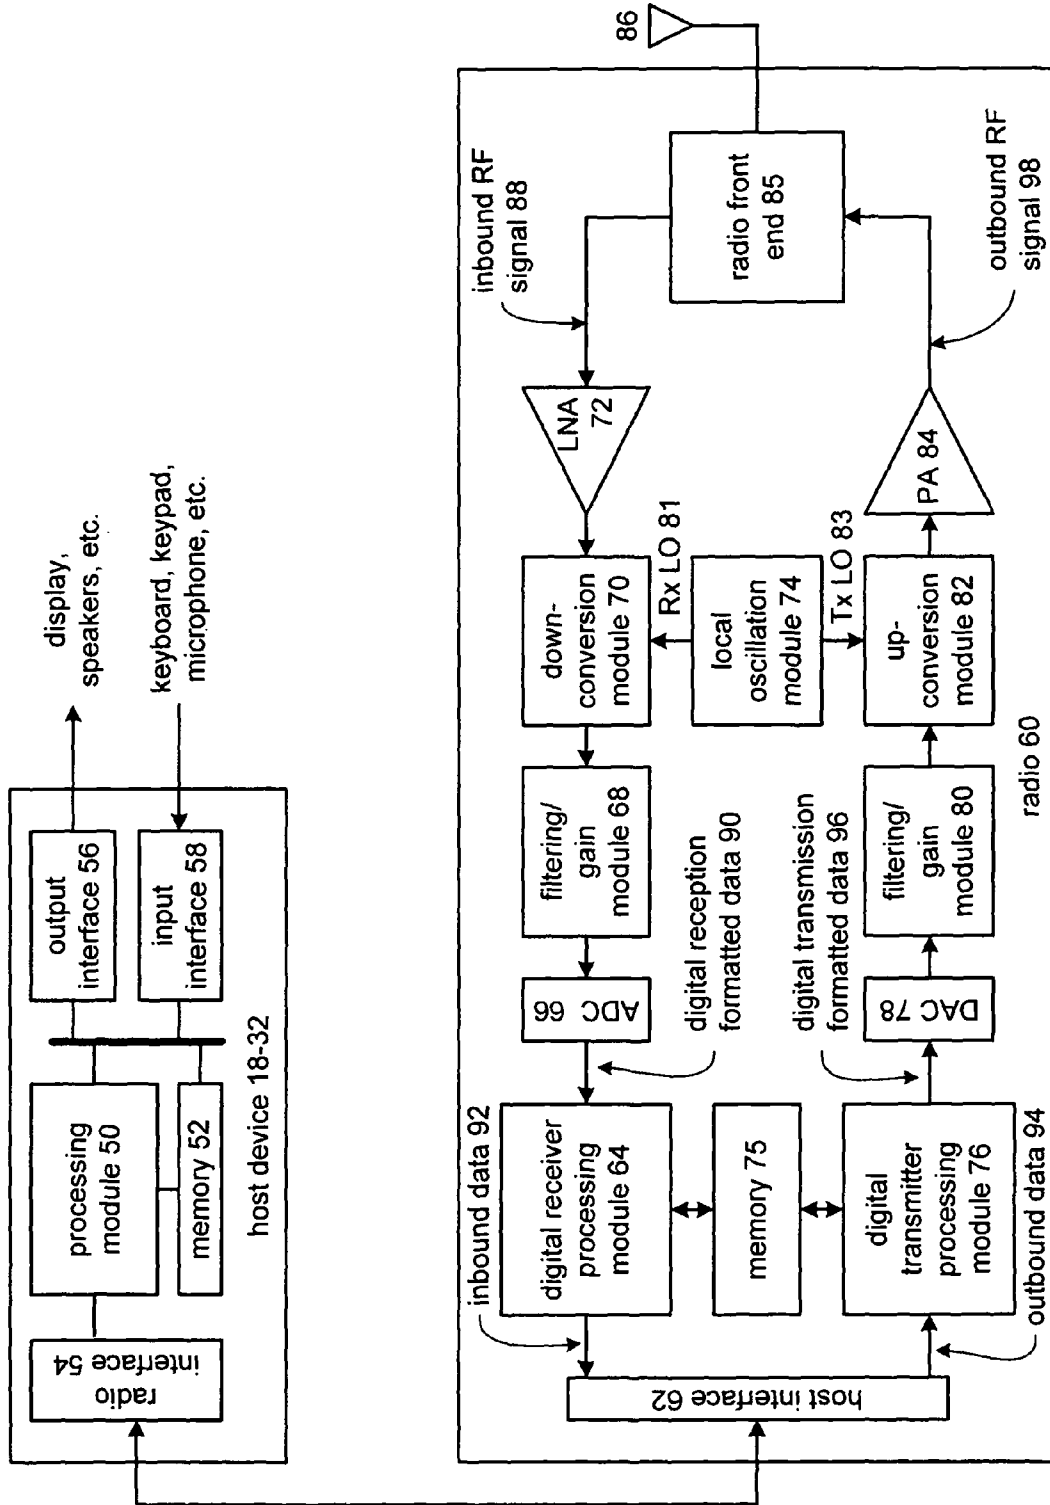 display,
speakers, etc.
keyboard, keypad,
microphone, etc.
output
interface 56
input
interface 58
processing
module 50
memory 52
radio
interface 54
host device 18-32
86
inbound RF
signal 88
radio front
end 85
outbound RF
signal 98
LNA
72
PA 84
down-
conversion
module 70
Rx LO 81
local
oscillation
module 74
Tx LO 83
up-
conversion
module 82
filtering/
gain
module 68
filtering/
gain
module 80
radio 60
ADC 66
digital reception
formatted data 90
digital transmission
formatted data 96
DAC 78
inbound data 92
digital receiver
processing
module 64
memory 75
digital
transmitter
processing
module 76
outbound data 94
host interface 62